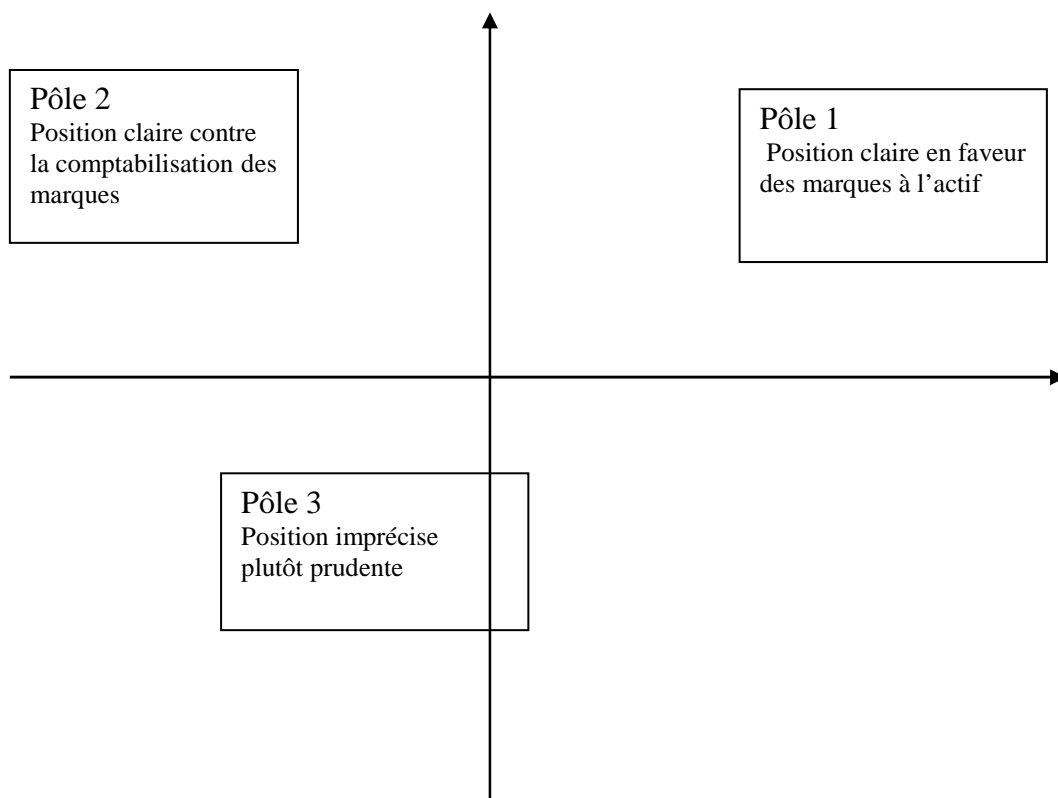 Pôle 2
Position claire contre
la comptabilisation des
marques
Pôle 1
Position claire en faveur
des marques à l’actif
Pôle 3
Position imprécise
plutôt prudente